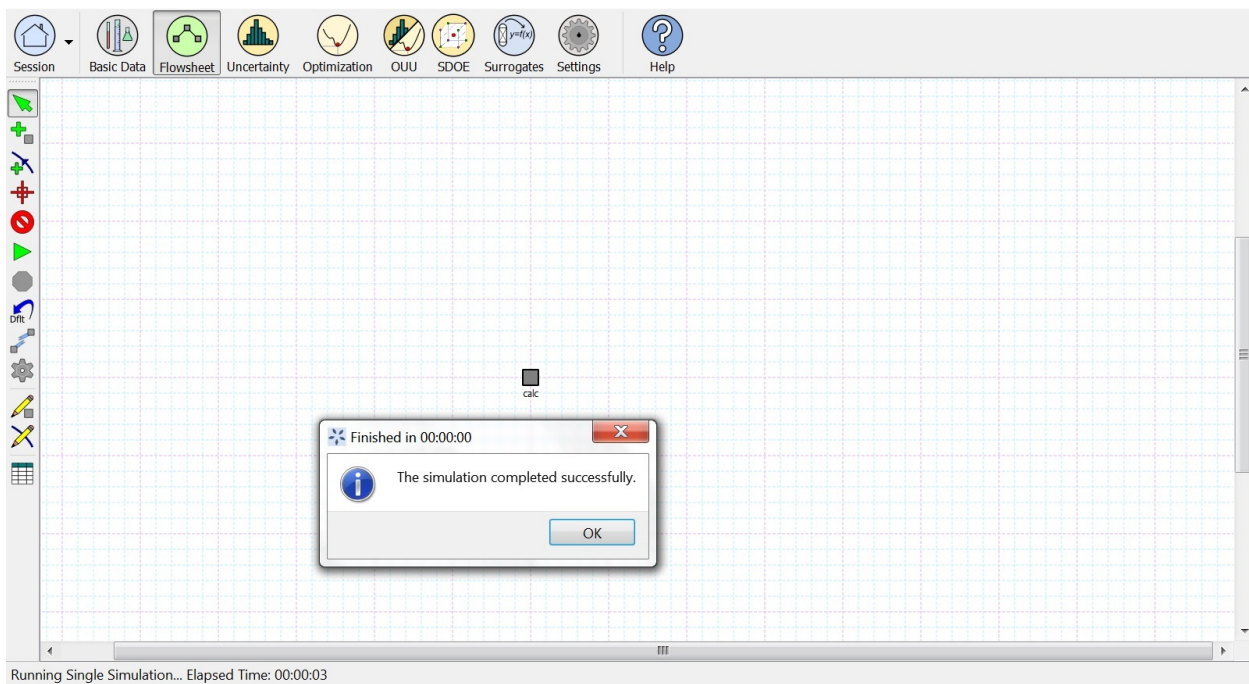 Session Basic Data Flowsheet Uncertainty Optimization OUU SDOE y=f(x) Surrogates Settings ? Help
Dflt
calc
Finished in 00:00:00
The simulation completed successfully.
OK
Running Single Simulation... Elapsed Time: 00:00:03